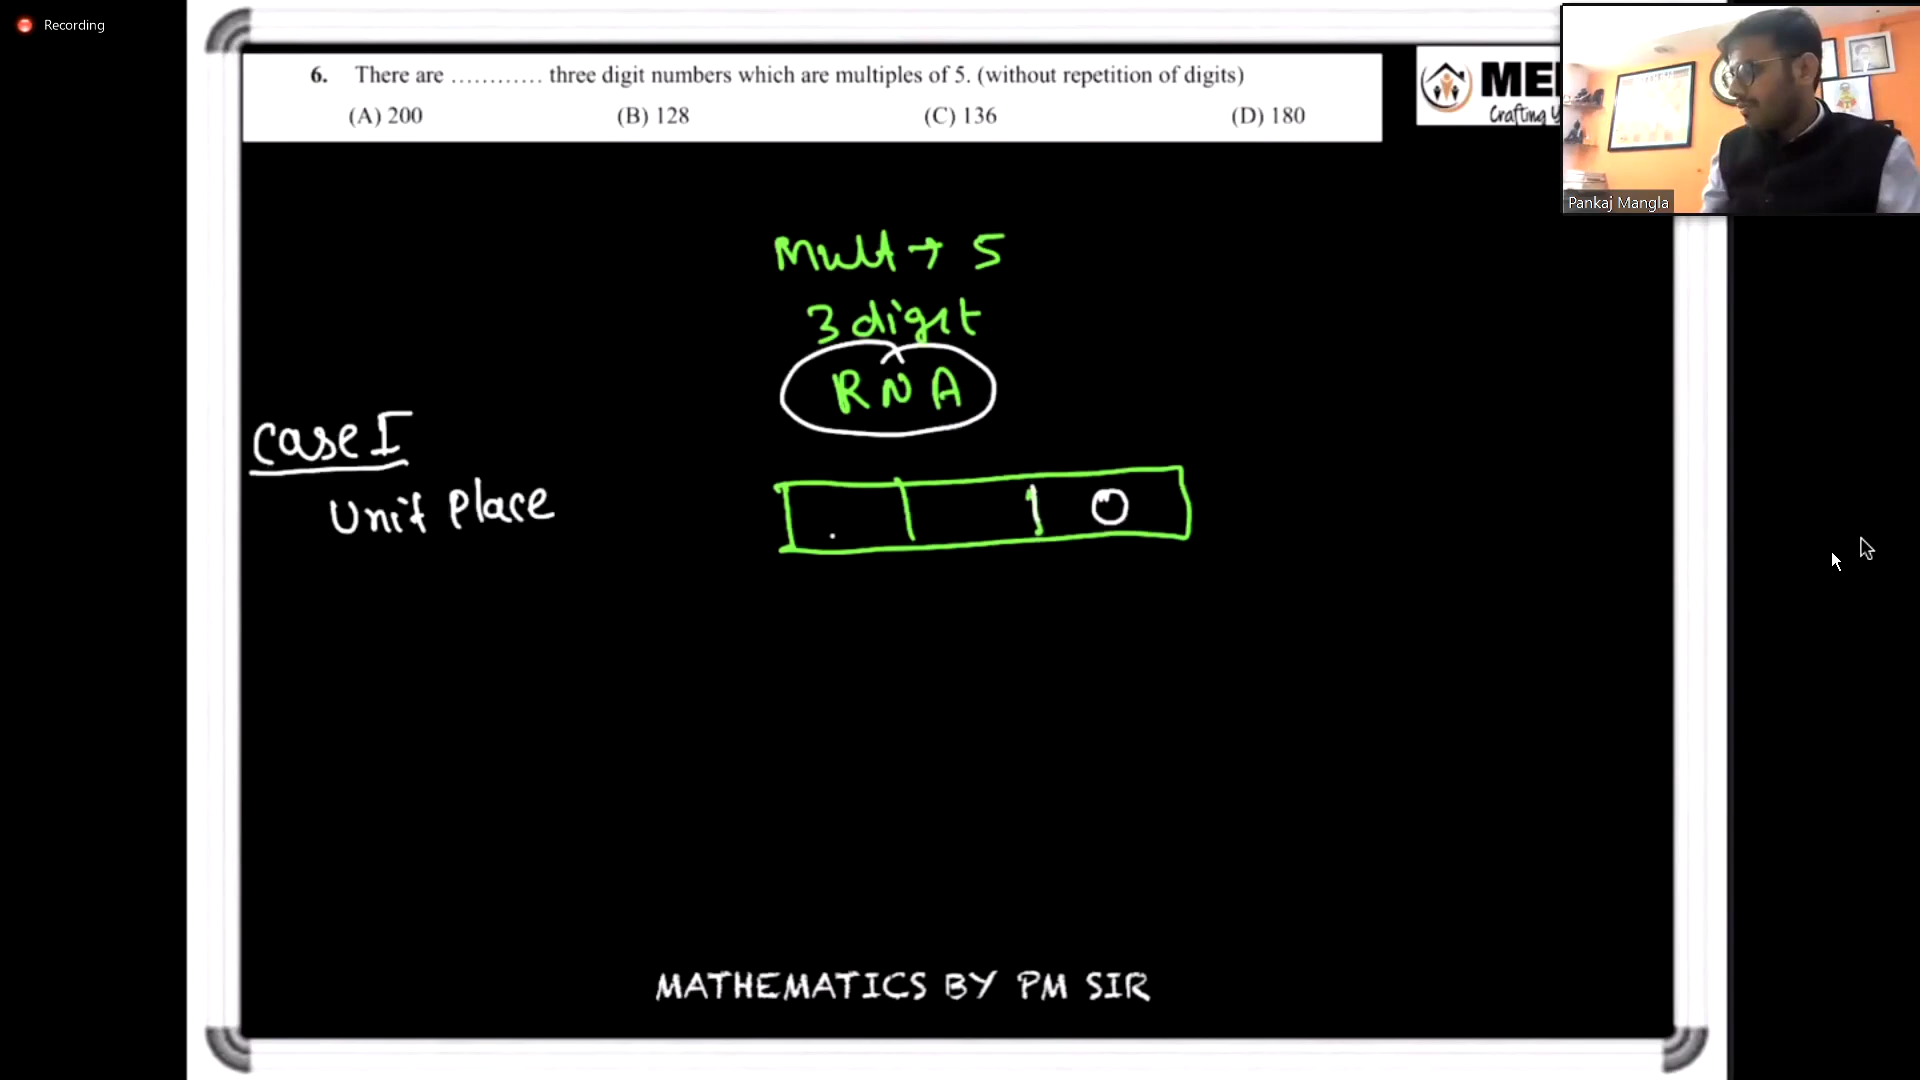 Recording
6. There are ............ three digit numbers which are multiples of 5. (without repetition of digits)
(A) 200 (B) 128 (C) 136 (D) 180
Crafting
Pankaj Mangla
Mult → 5
3 digit
RNA
Case I
Unit Place
0
MATHEMATICS BY PM SIR